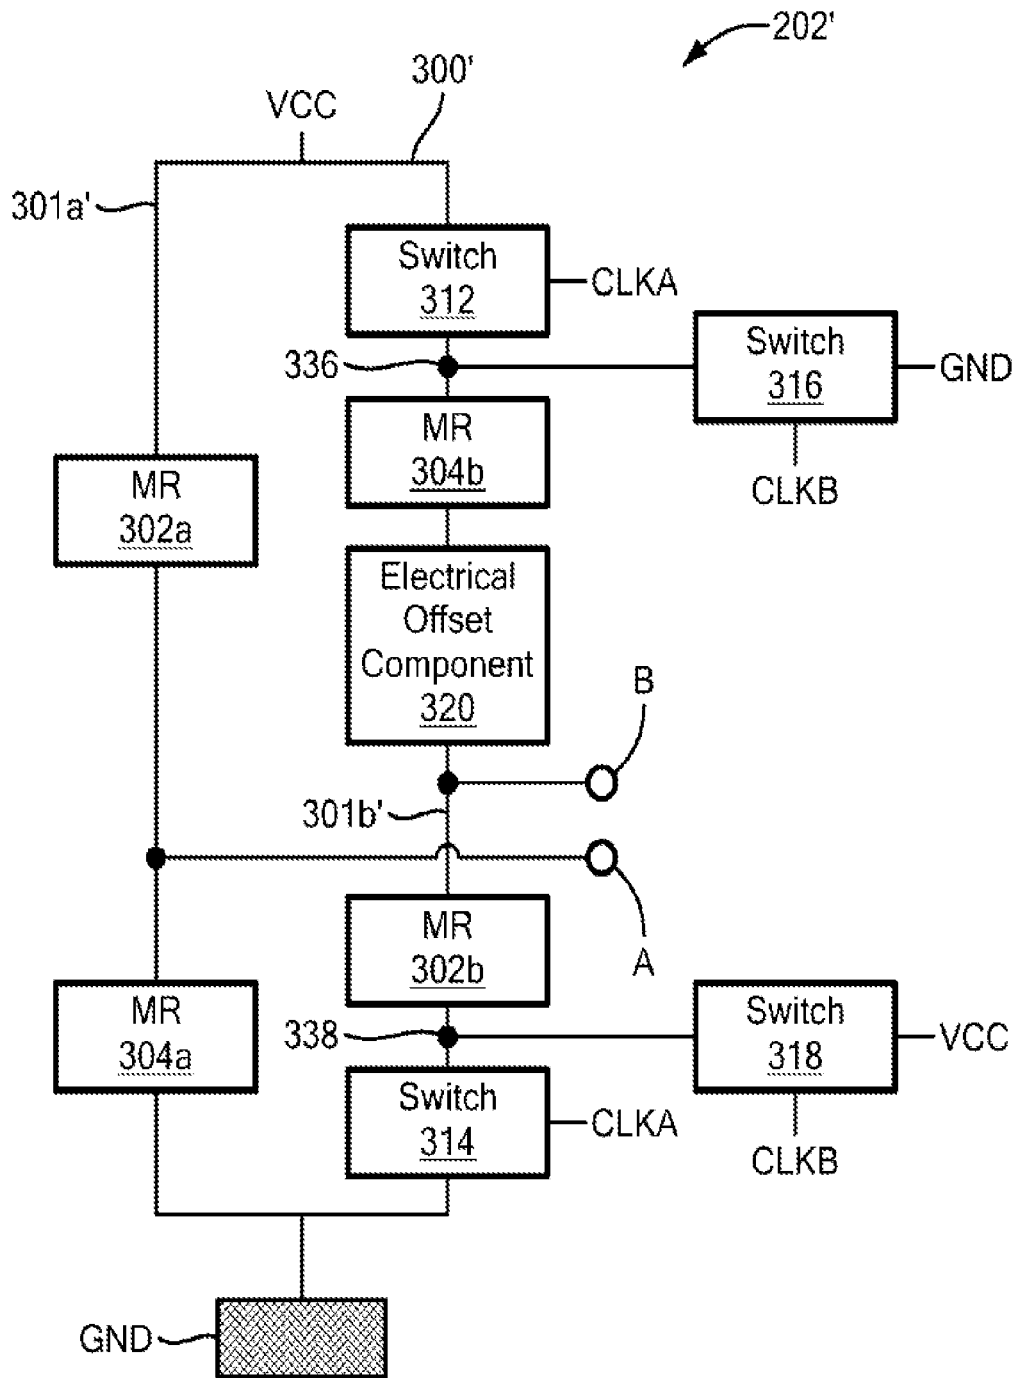 202'
300'
VCC
301a'
Switch
312
CLKA
336
Switch
316
GND
MR
304b
CLKB
MR
302a
Electrical
Offset
Component
320
B
301b'
A
MR
302b
MR
304a
338
Switch
318
VCC
Switch
314
CLKA
CLKB
GND